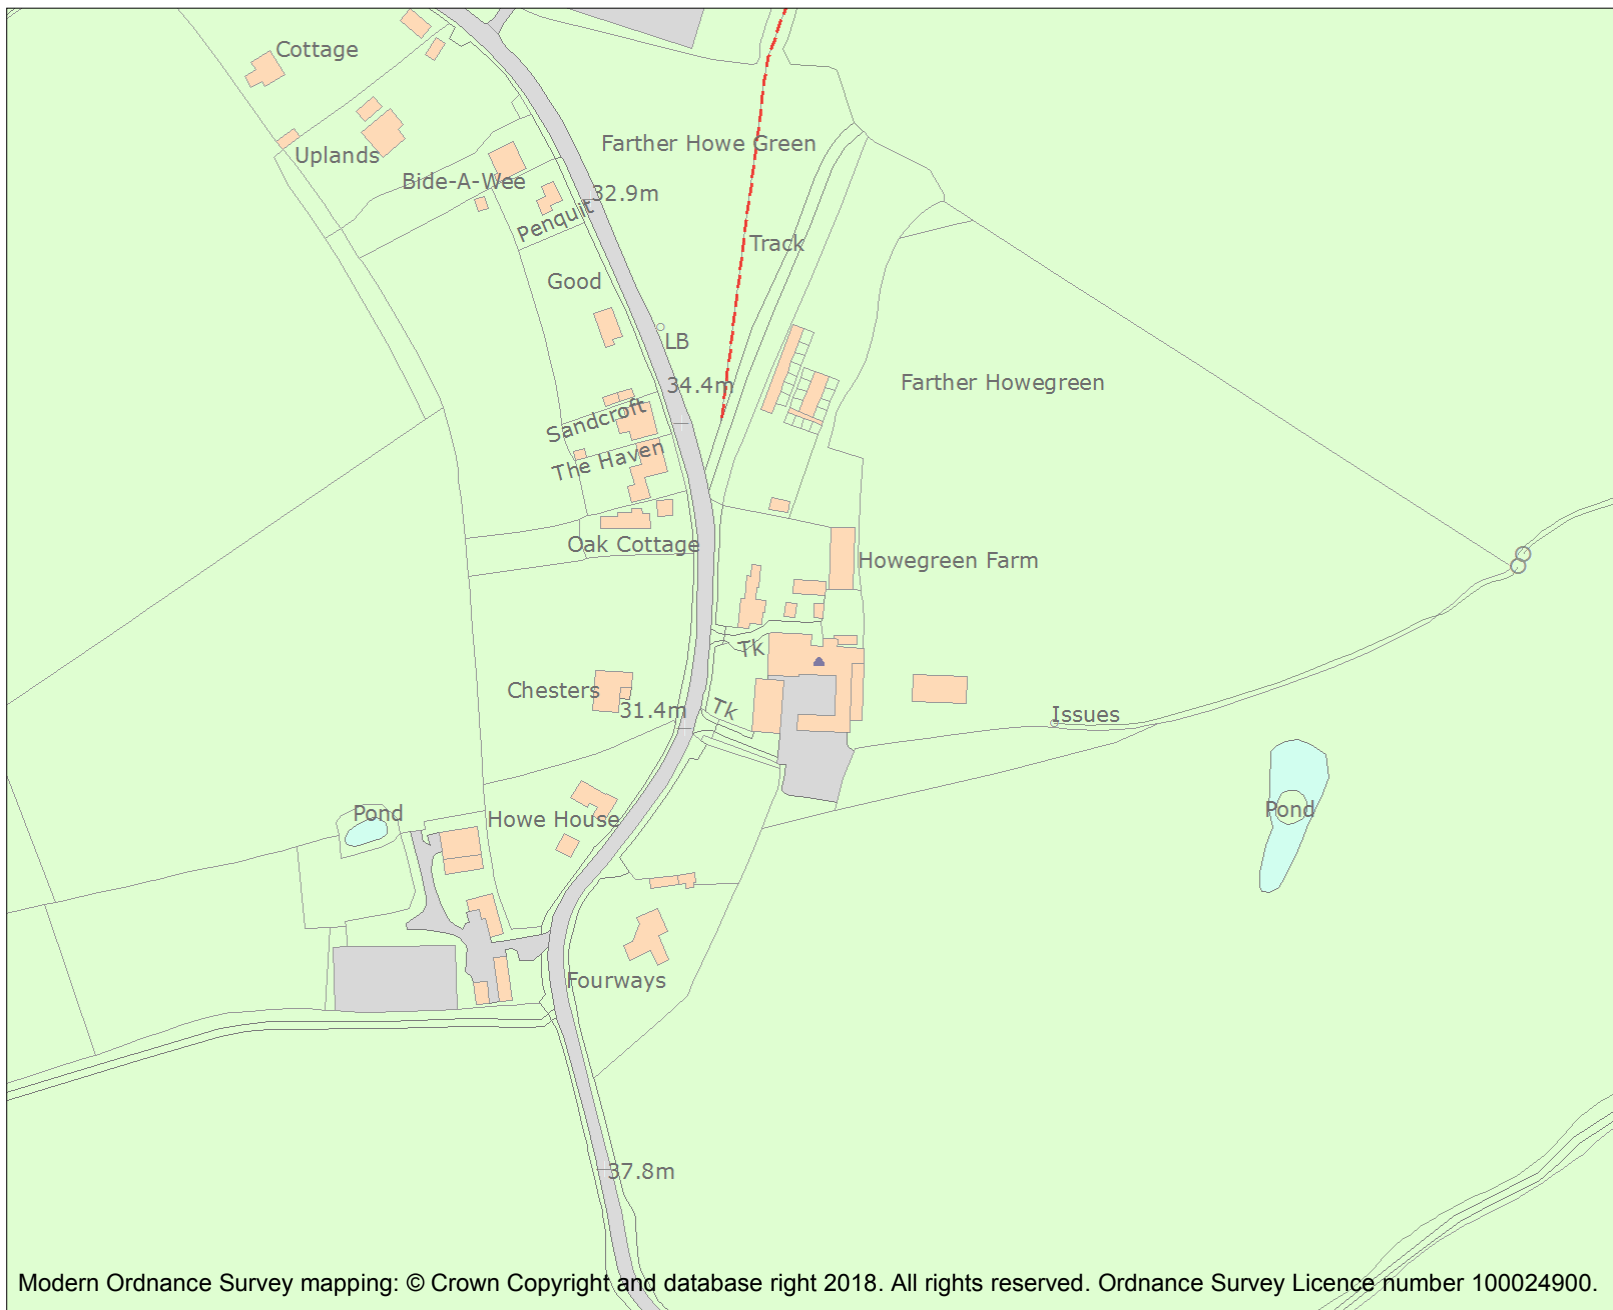 Cottage
Farther Howe Green
Uplands
Bide-A-Wee
32.9m
Penquit
Track
Good
LB
34.4m
Farther Howegreen
Sandcroft
The Haven
Oak Cottage
Howegreen Farm
Tk
Chesters
31.4m
Tk
Issues
Pond
Howe House
Pond
Fourways
37.8m
Modern Ordnance Survey mapping: © Crown Copyright and database right 2018. All rights reserved. Ordnance Survey Licence number 100024900.